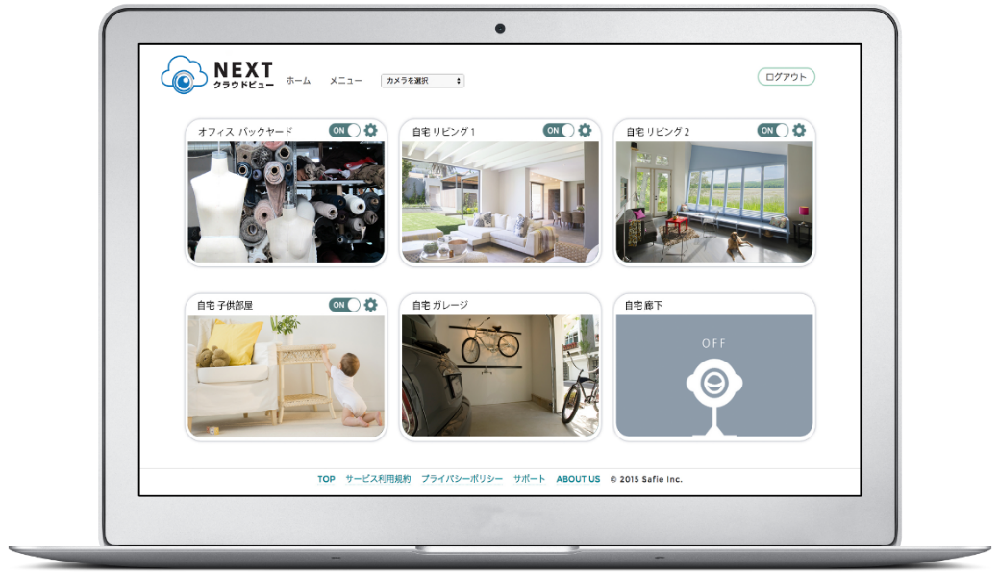 NEXT
クラウドビュー
ホーム
メニュー
カメラを選択
ログアウト
オフィス バックヤード
ON
自宅 リビング 1
ON
自宅 リビング 2
ON
自宅 子供部屋
ON
自宅 ガレージ
自宅 廊下
OFF
TOP サービス利用規約 プライバシーポリシー サポート ABOUT US © 2015 Safie Inc.